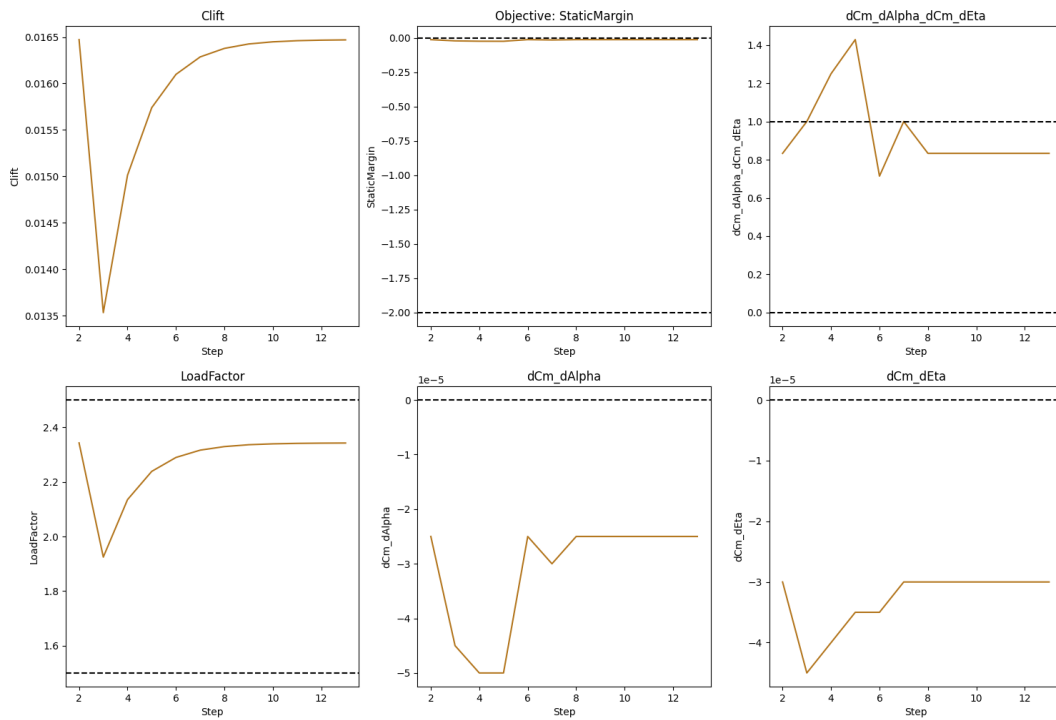 Clift
0.0165
0.0160
0.0155
0.0150
0.0145
0.0140
0.0135
Clift
2 4 6 8 10 12
Step
Objective: StaticMargin
0.00
−0.25
−0.50
−0.75
−1.00
−1.25
−1.50
−1.75
−2.00
StaticMargin
2 4 6 8 10 12
Step
dCm_dAlpha_dCm_dEta
1.4
1.2
1.0
0.8
0.6
0.4
0.2
0.0
dCm_dAlpha_dCm_dEta
2 4 6 8 10 12
Step
LoadFactor
2.4
2.2
2.0
1.8
1.6
LoadFactor
2 4 6 8 10 12
Step
dCm_dAlpha
1e−5
0
−1
−2
−3
−4
−5
dCm_dAlpha
2 4 6 8 10 12
Step
dCm_dEta
1e−5
0
−1
−2
−3
−4
dCm_dEta
2 4 6 8 10 12
Step